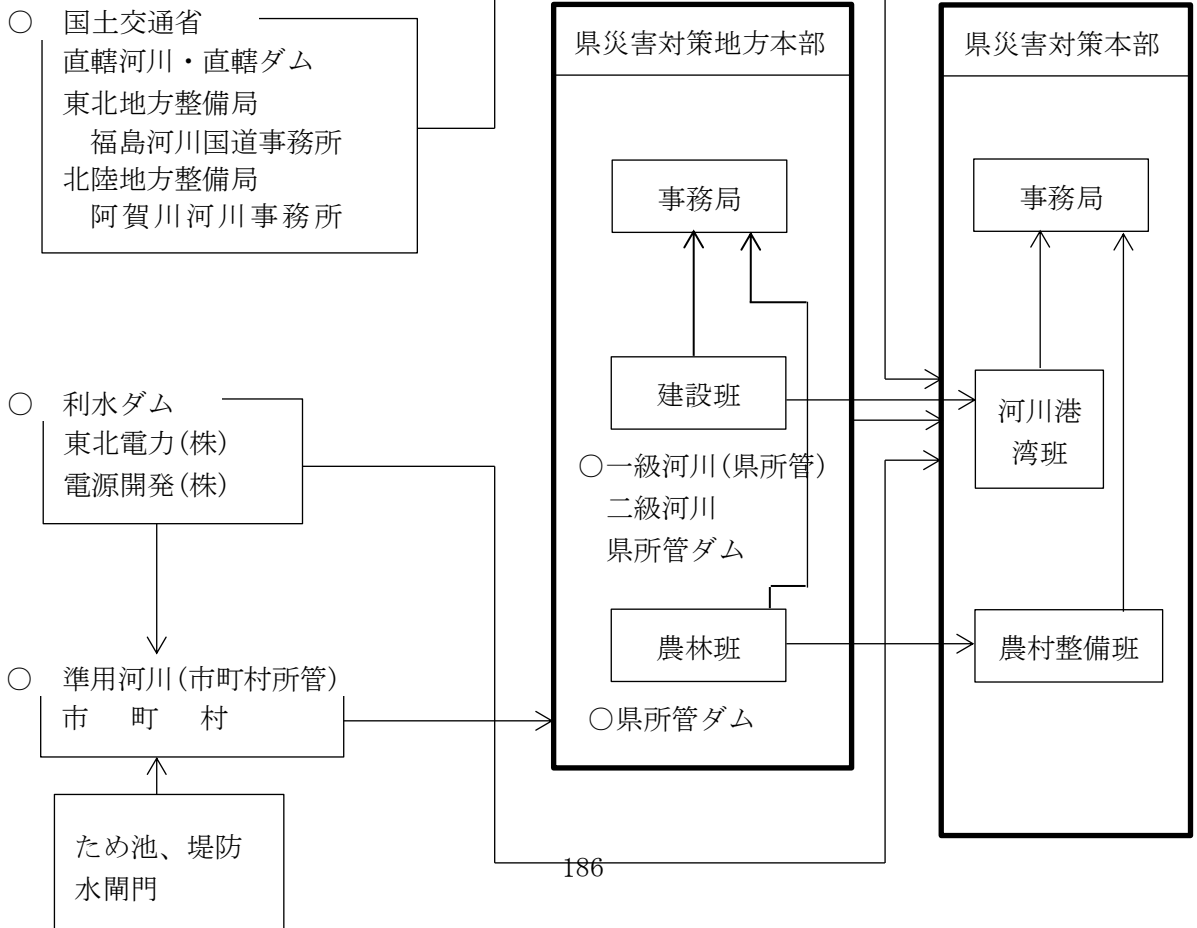 ○　国土交通省
直轄河川・直轄ダム
東北地方整備局
福島河川国道事務所
北陸地方整備局
阿賀川河川事務所
○　利水ダム
東北電力(株)
電源開発(株)
○　準用河川(市町村所管)
市　町　村
ため池、堤防
水閘門
県災害対策地方本部
事務局
建設班
○一級河川(県所管)
二級河川
県所管ダム
農林班
○県所管ダム
県災害対策本部
事務局
河川港
湾班
農村整備班
186